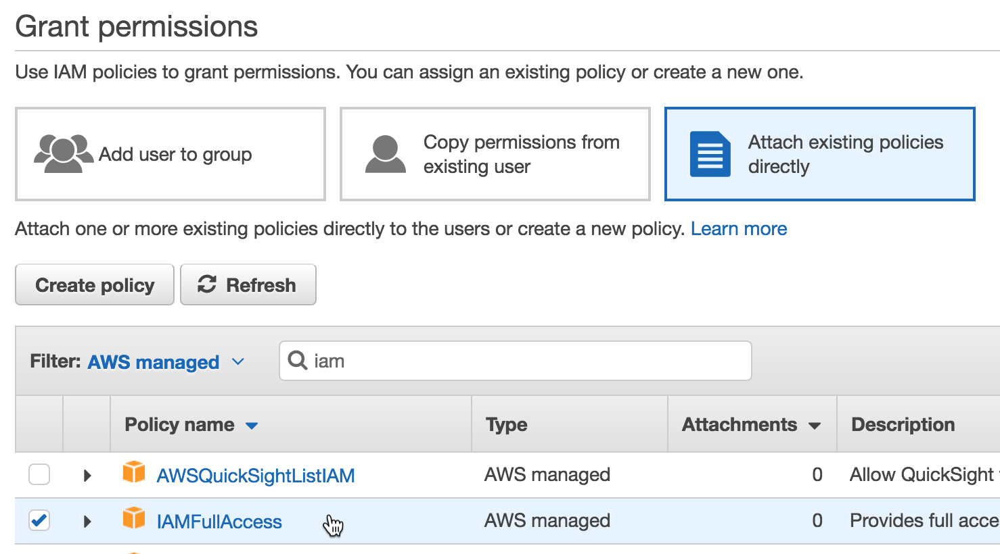 Grant permissions
Use IAM policies to grant permissions. You can assign an existing policy or create a new one.
Add user to group
Copy permissions from
existing user
Attach existing policies
directly
Attach one or more existing policies directly to the users or create a new policy. Learn more
Create policy
Refresh
Filter: AWS managed
iam
Policy name Type Attachments Description
AWSQuickSightListIAM AWS managed 0 Allow QuickSight
IAMFullAccess AWS managed 0 Provides full